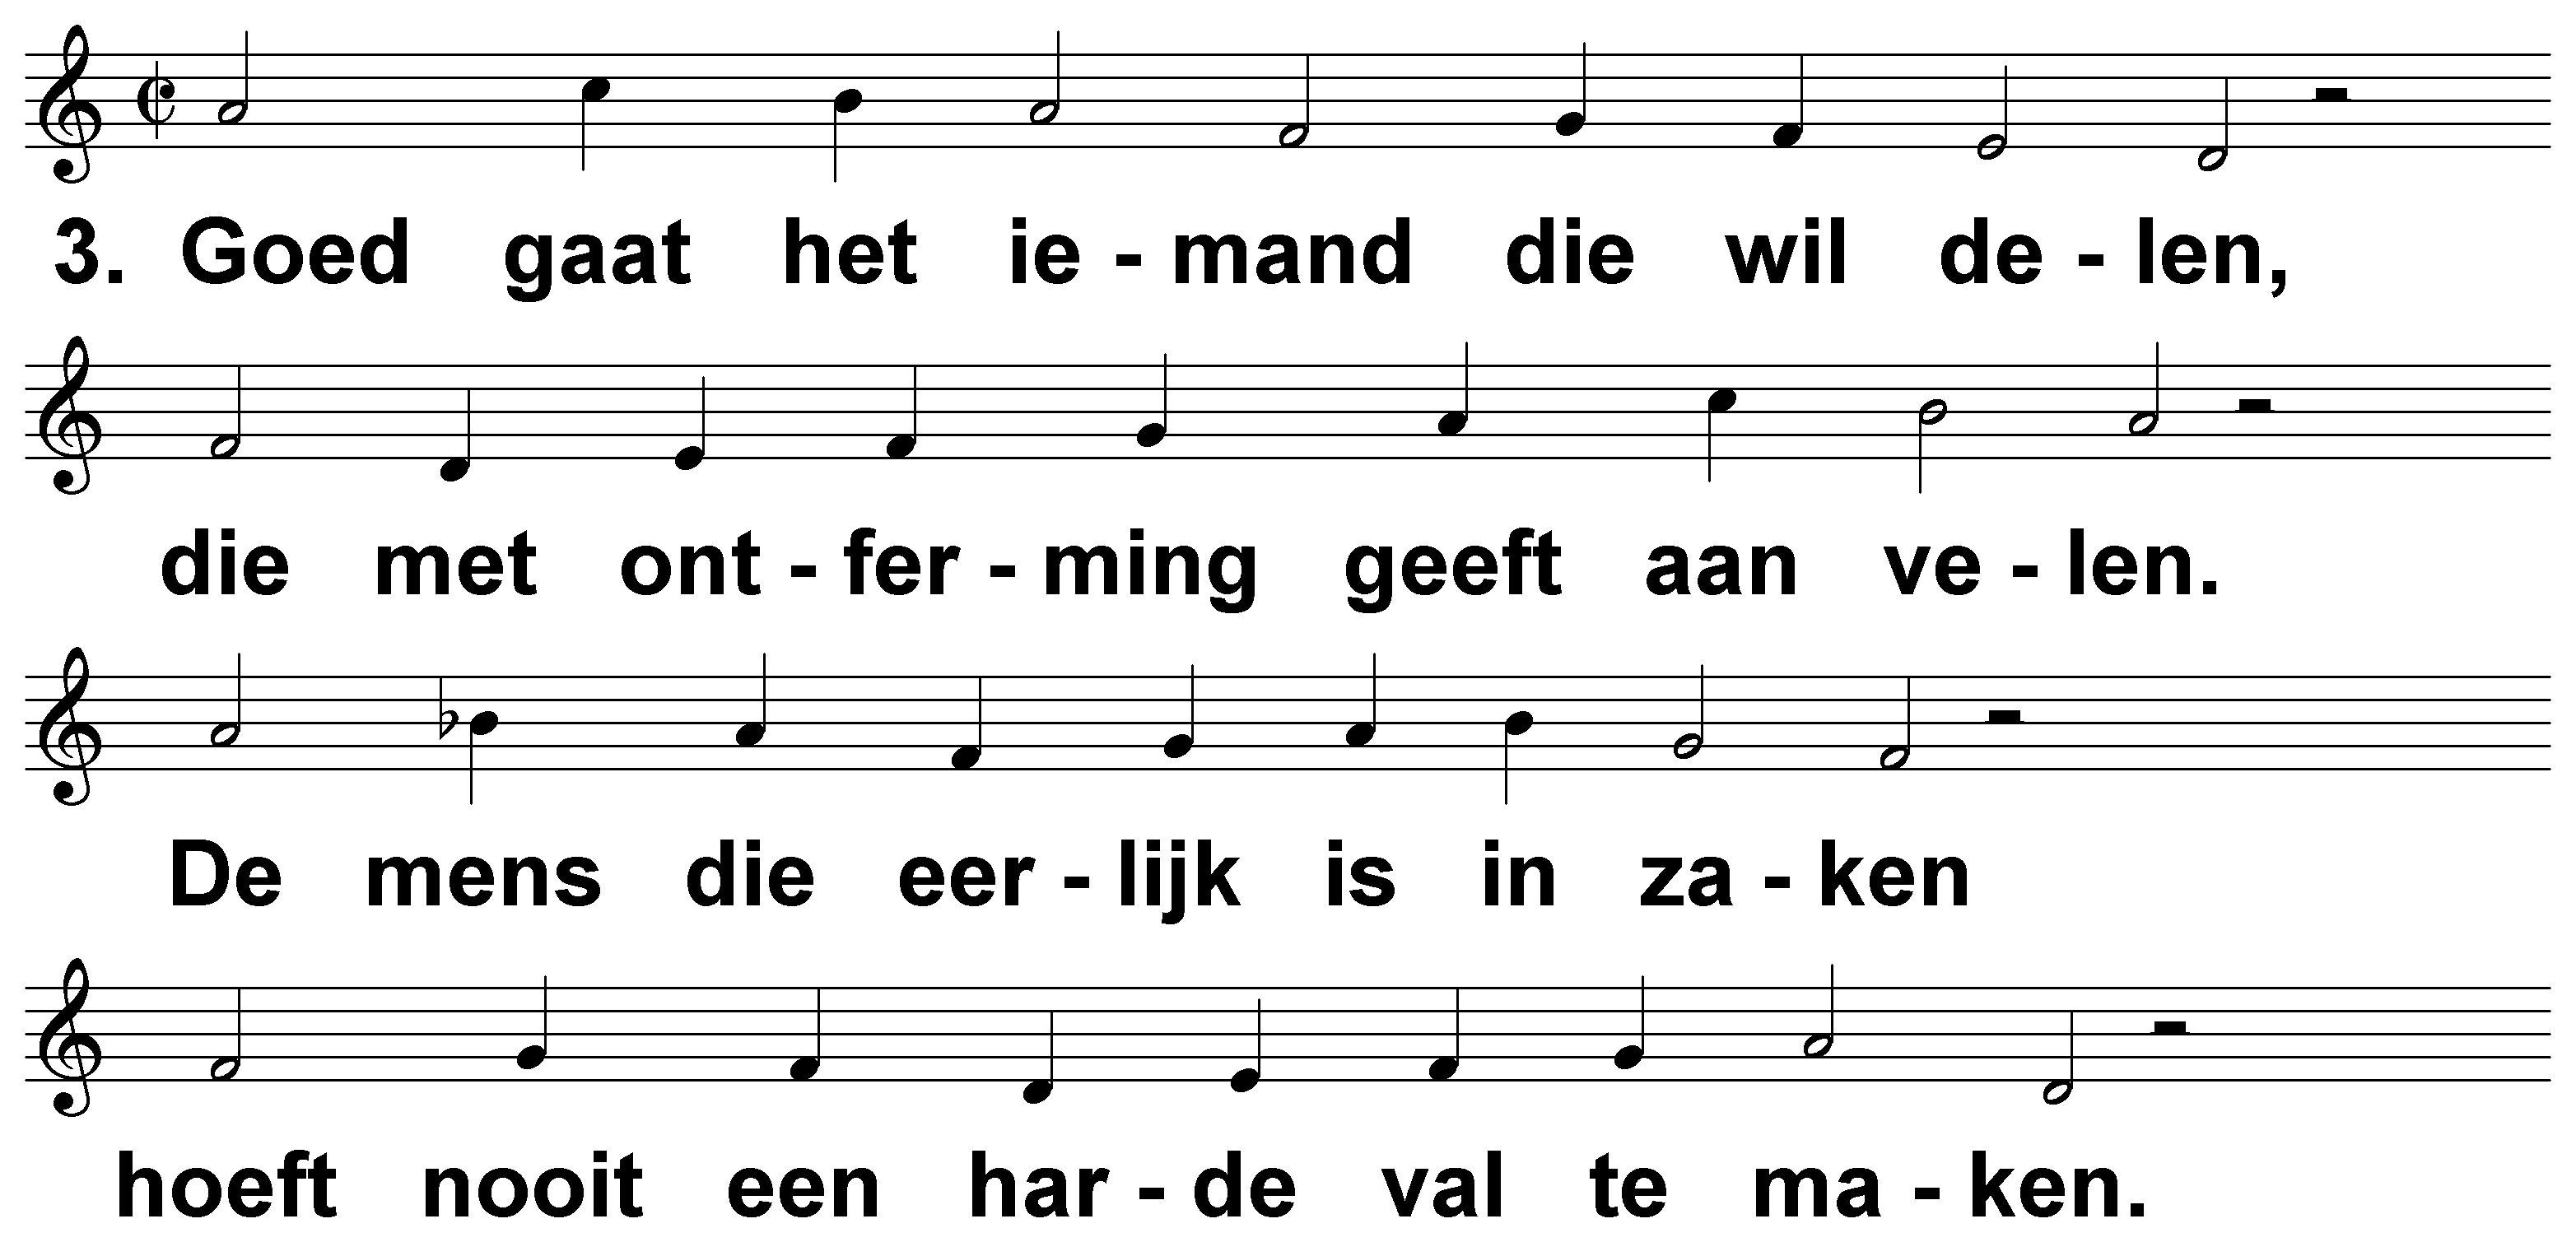 3. Goed gaat het ie - mand die wil de - len,
die met ont - fer - ming geeft aan ve - len.
De mens die eer - lijk is in za - ken
hoeft nooit een har - de val te ma - ken.